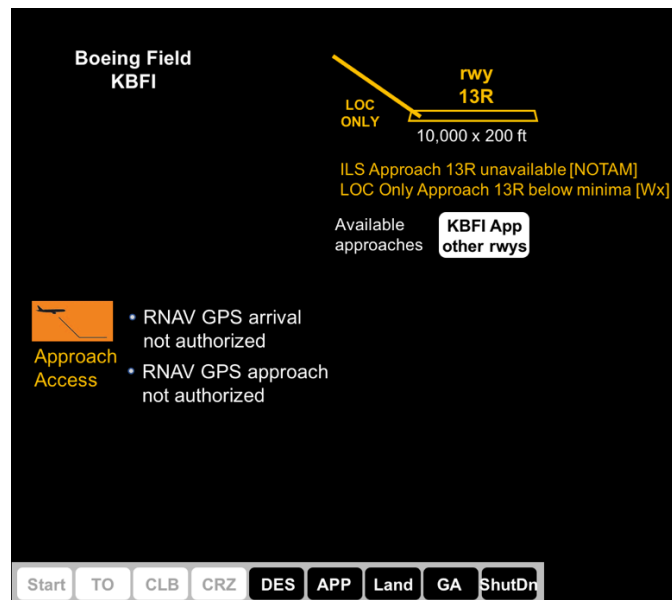 Boeing Field
KBFI
rwy
13R
LOC
ONLY
10,000 x 200 ft
ILS Approach 13R unavailable [NOTAM]
LOC Only Approach 13R below minima [Wx]
Available
approaches
KBFI App
other rwys
• RNAV GPS arrival
not authorized
Approach
Access
• RNAV GPS approach
not authorized
Start TO CLB CRZ DES APP Land GA ShutDn